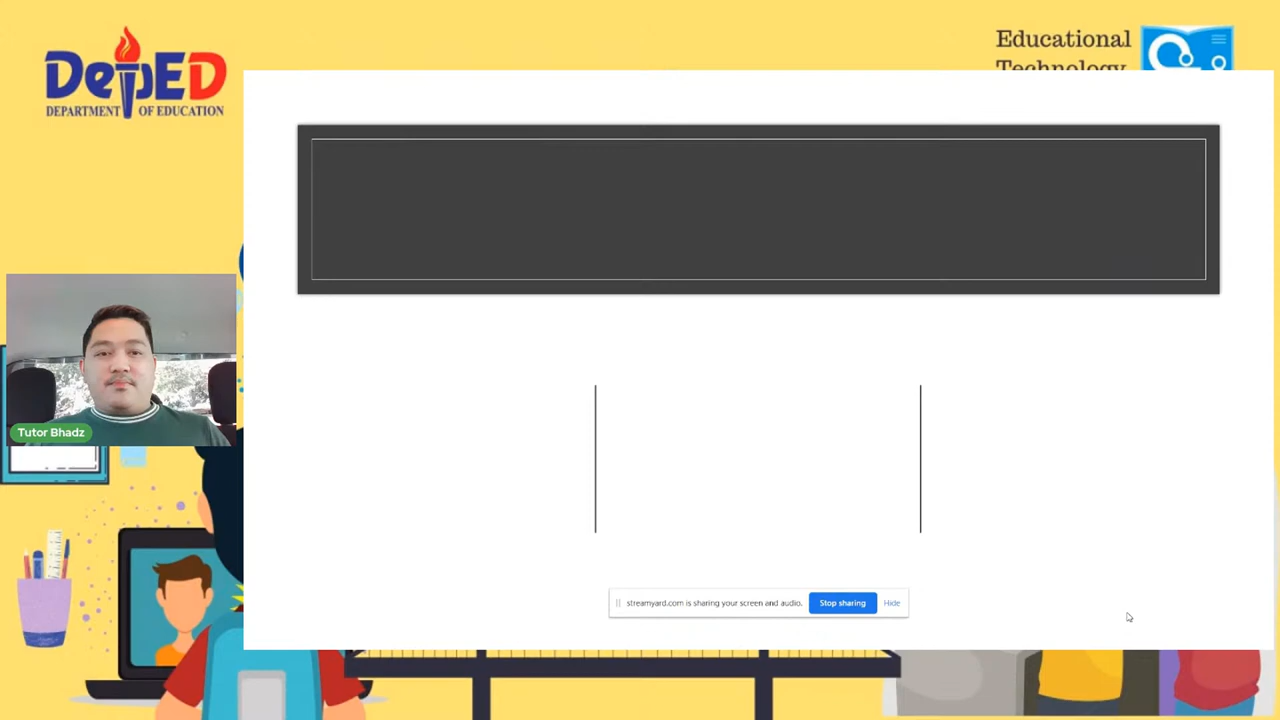 DepED
DEPARTMENT OF EDUCATION
Educational
Technology
Tutor Bhadz
streamyard.com is sharing your screen and audio.
Stop sharing
Hide